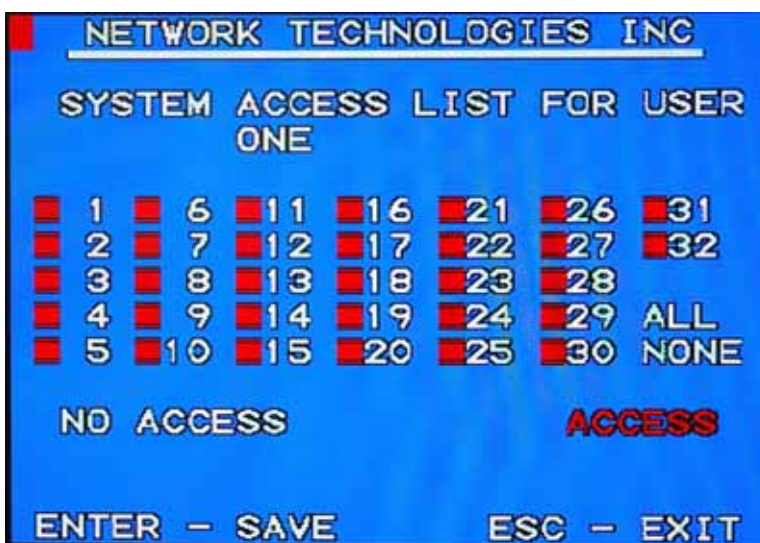 NETWORK TECHNOLOGIES INC
SYSTEM ACCESS LIST FOR USER
ONE
1 6 11 16 21 26 31
2 7 12 17 22 27 32
3 8 13 18 23 28
4 9 14 19 24 29 ALL
5 10 15 20 25 30 NONE
NO ACCESS ACCESS
ENTER - SAVE ESC - EXIT